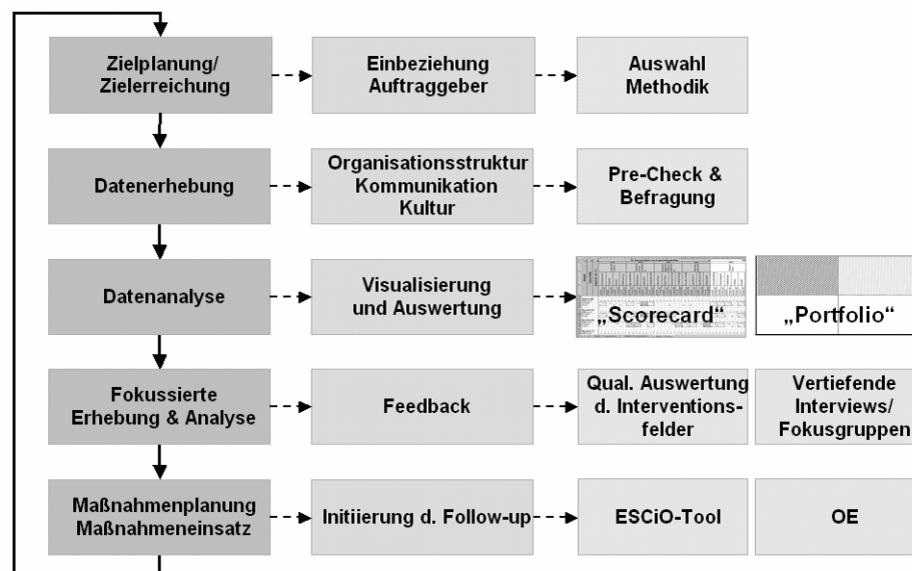 Zielplanung/
Zielerreichung
Einbeziehung
Auftraggeber
Auswahl
Methodik
Datenerhebung
Organisationsstruktur
Kommunikation
Kultur
Pre-Check &
Befragung
Datenanalyse
Visualisierung
und Auswertung
„Scorecard“
„Portfolio“
Fokussierte
Erhebung & Analyse
Feedback
Qual. Auswertung
d. Interventions-
felder
Vertiefende
Interviews/
Fokusgruppen
Maßnahmenplanung
Maßnahmeneinsatz
Initiierung d. Follow-up
ESCiO-Tool
OE